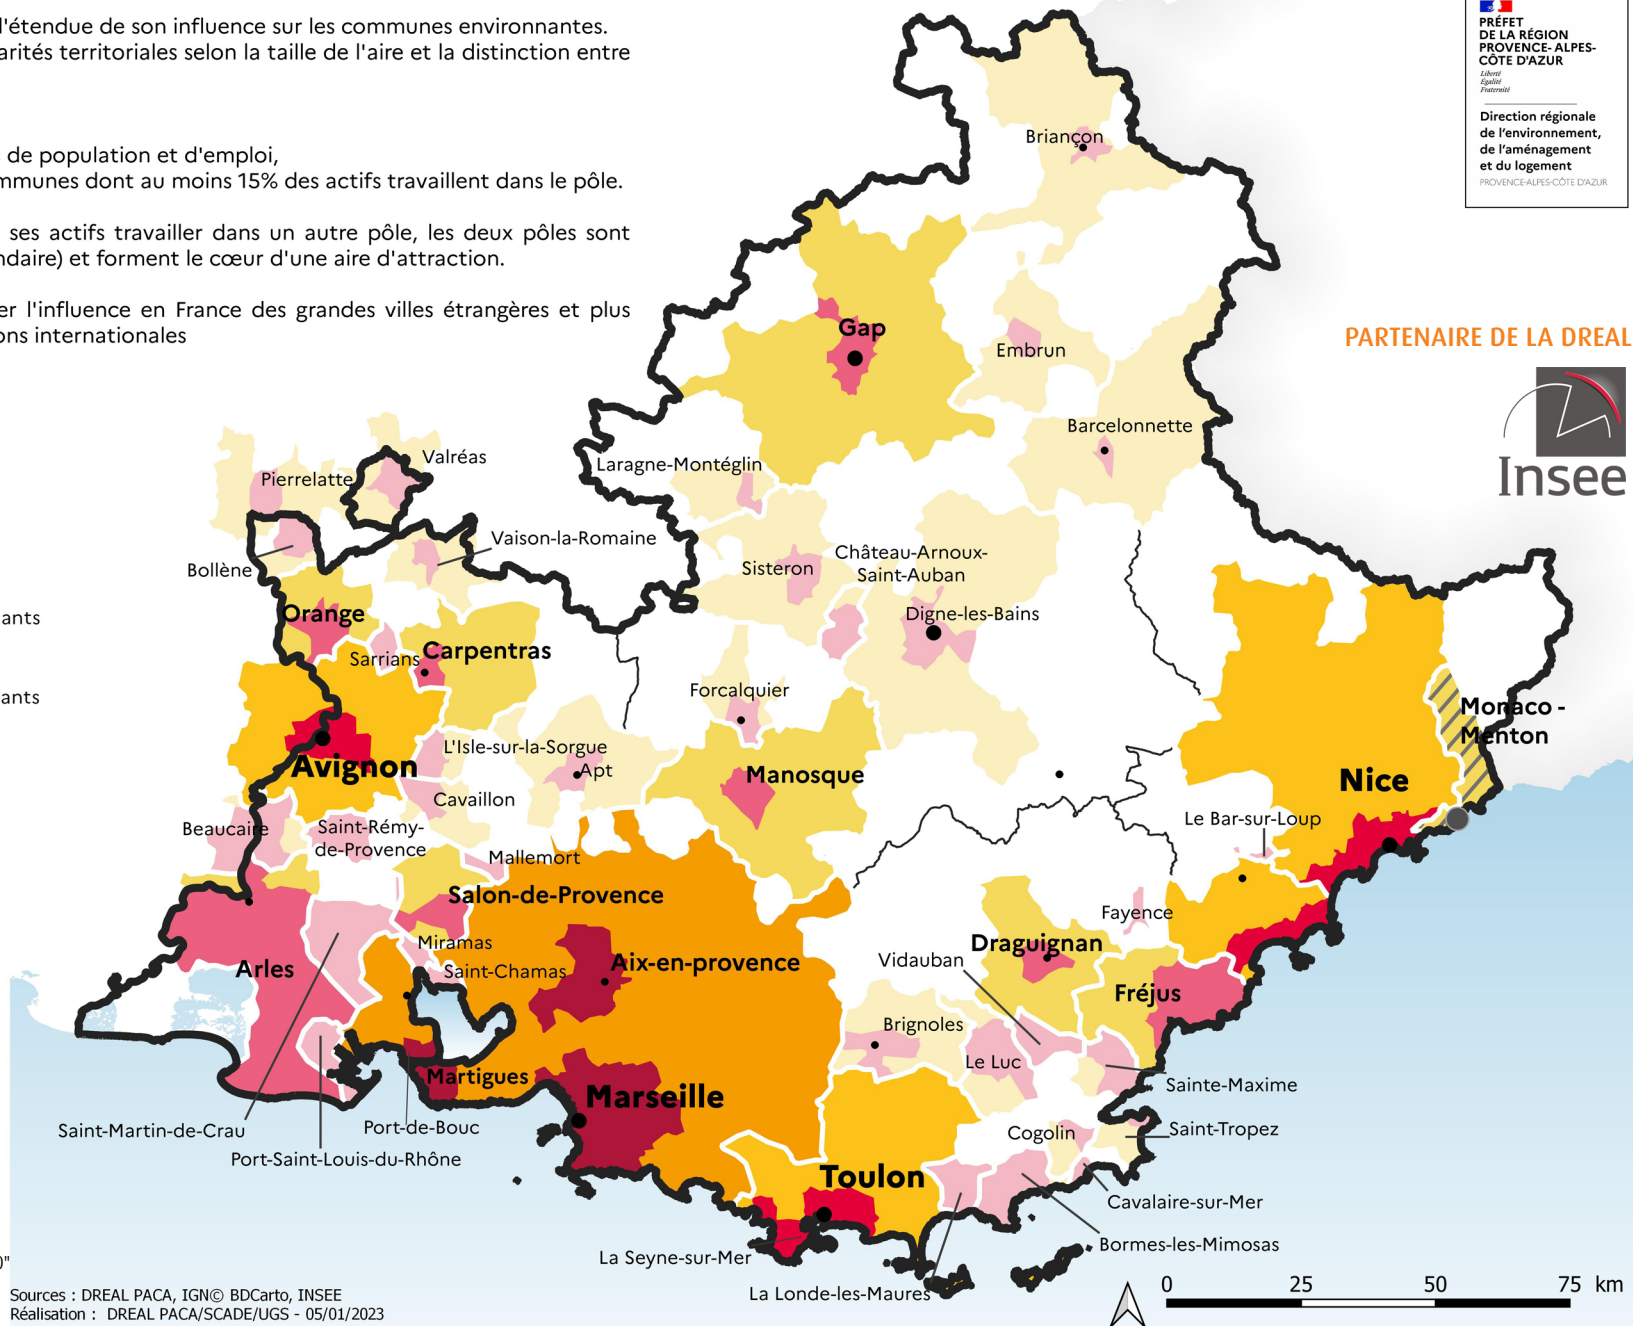 l'étendue de son influence sur les communes environnantes.
arités territoriales selon la taille de l'aire et la distinction entre
de population et d'emploi,
mmunes dont au moins 15% des actifs travaillent dans le pôle.
ses actifs travailler dans un autre pôle, les deux pôles sont
ndaire) et forment le cœur d'une aire d'attraction.
er l'influence en France des grandes villes étrangères et plus
ons internationales
PRÉFET
DE LA RÉGION
PROVENCE-ALPES-
CÔTE D'AZUR
Liberté
Égalité
Fraternité
Direction régionale
de l'environnement,
de l'aménagement
et du logement
PROVENCE-ALPES-CÔTE D'AZUR
PARTENAIRE DE LA DREAL
Insee
Briançon
Gap
Embrun
Barcelonnette
Laragne-Montéglin
Valréas
Pierrelatte
Vaison-la-Romaine
Bollène
Sisteron
Château-Arnoux-
Saint-Auban
Digne-les-Bains
Orange
ants
Sarrians
Carpentras
Forcalquier
ants
Monaco -
Menton
L'Isle-sur-la-Sorgue
Avignon
Apt
Manosque
Nice
Cavaillon
Le Bar-sur-Loup
Beaucaire
Saint-Rémy-
de-Provence
Mallemort
Salon-de-Provence
Fayence
Miramas
Draguignan
Vidauban
Arles
Saint-Chamas
Aix-en-provence
Fréjus
Brignoles
Le Luc
Martigues
Sainte-Maxime
Marseille
Saint-Martin-de-Crau
Port-de-Bouc
Cogolin
Saint-Tropez
Port-Saint-Louis-du-Rhône
Toulon
Cavalaire-sur-Mer
Bormes-les-Mimosas
La Seyne-sur-Mer
La Londe-les-Maures
0"
0 25 50 75 km
Sources : DREAL PACA, IGN© BDCarto, INSEE
Réalisation : DREAL PACA/SCADE/UGS - 05/01/2023